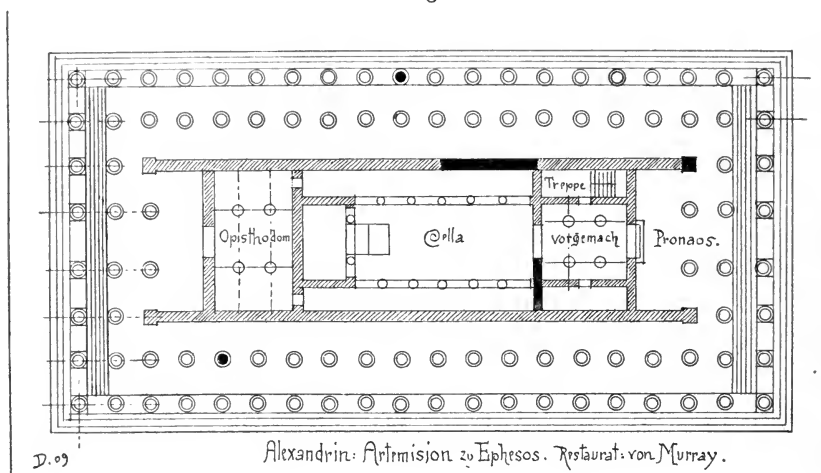 Treppe
Opisthodom
Cella
Vorgemach
Pronaos.
D.09
Alexandrin: Artemision zu Ephesos. Restaurat: von Murray.